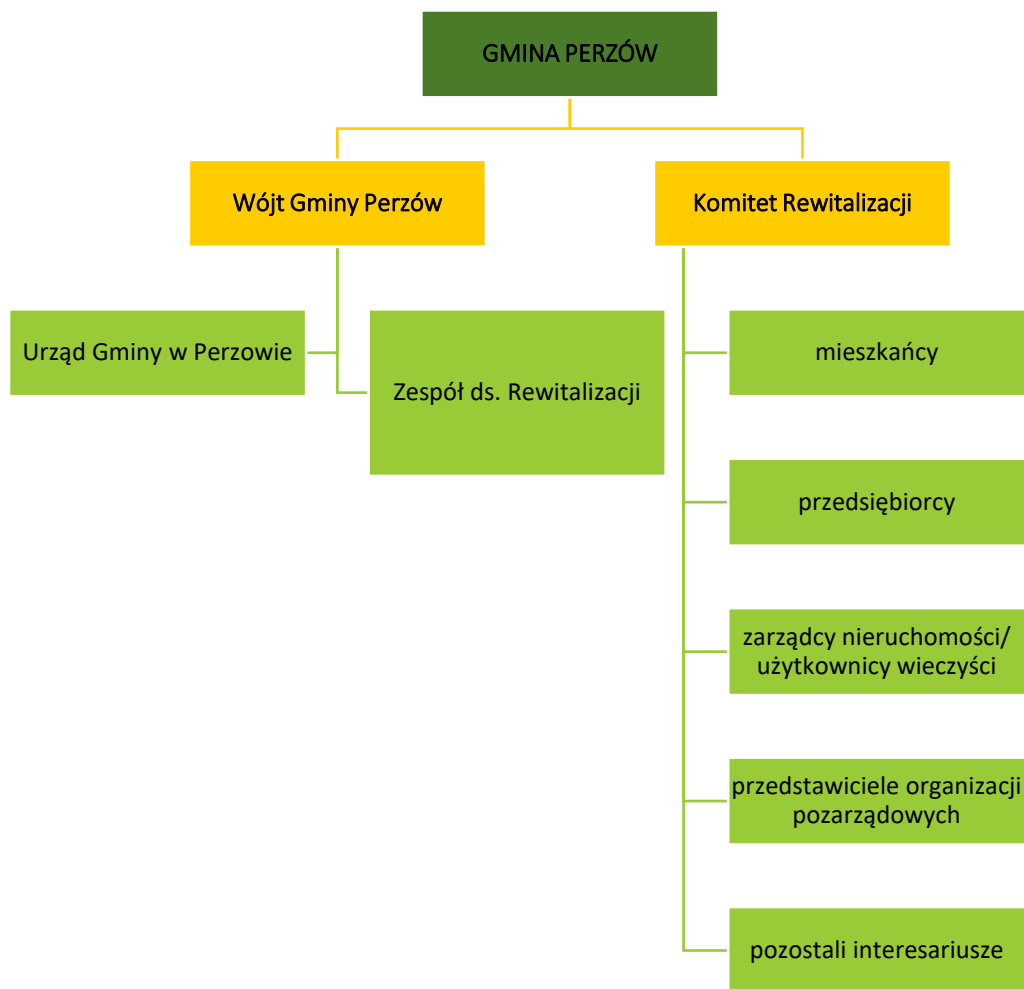 GMINA PERZÓW
Wójt Gminy Perzów
Komitet Rewitalizacji
Urząd Gminy w Perzowie
Zespół ds. Rewitalizacji
mieszkańcy
przedsiębiorcy
zarządcy nieruchomości/
użytkownicy wieczyści
przedstawiciele organizacji
pozarządowych
pozostali interesariusze